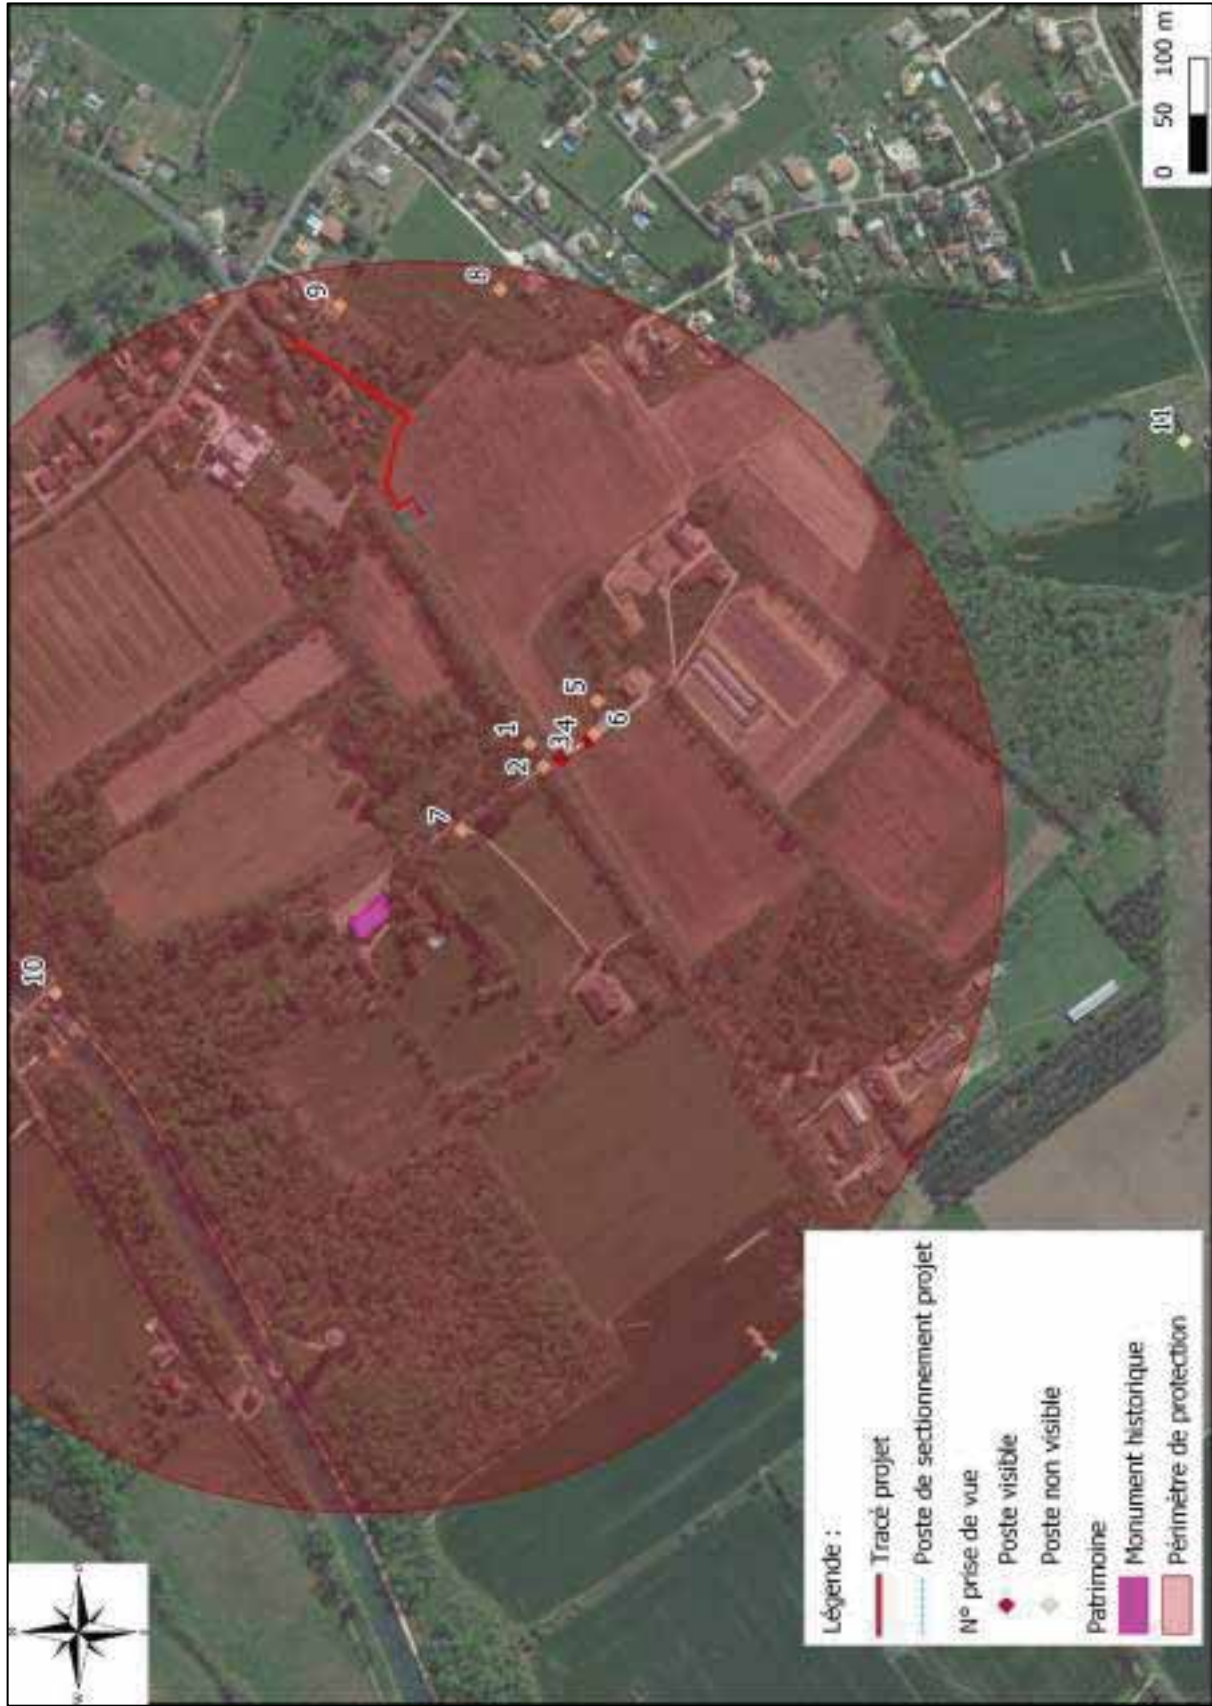 10
7
2
1
3
4
5
6
8
9
11
0 50 100 m
W
Légende :
Tracé projet
Poste de sectionnement projet
N° prise de vue
Poste visible
Poste non visible
Patrimoine
Monument historique
Périmètre de protection